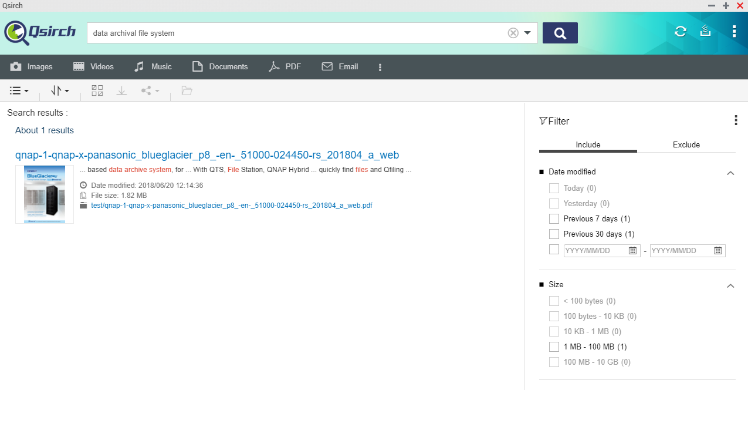 Qsirch
Qsirch
data archival file system
Images
Videos
Music
Documents
PDF
Email
Search results :
About 1 results
qnap-1-qnap-x-panasonic_blueglacier_p8_-en-_51000-024450-rs_201804_a_web
... based data archive system, for ... With QTS, File Station, QNAP Hybrid ... quickly find files and Qfiling ...
Date modified: 2018/06/20 12:14:36
File size: 1.82 MB
test/qnap-1-qnap-x-panasonic_blueglacier_p8_-en-_51000-024450-rs_201804_a_web.pdf
Filter
Include
Exclude
Date modified
Today (0)
Yesterday (0)
Previous 7 days (1)
Previous 30 days (1)
YYYY/MM/DD - YYYY/MM/DD
Size
< 100 bytes (0)
100 bytes - 10 KB (0)
10 KB - 1 MB (0)
1 MB - 100 MB (1)
100 MB - 10 GB (0)